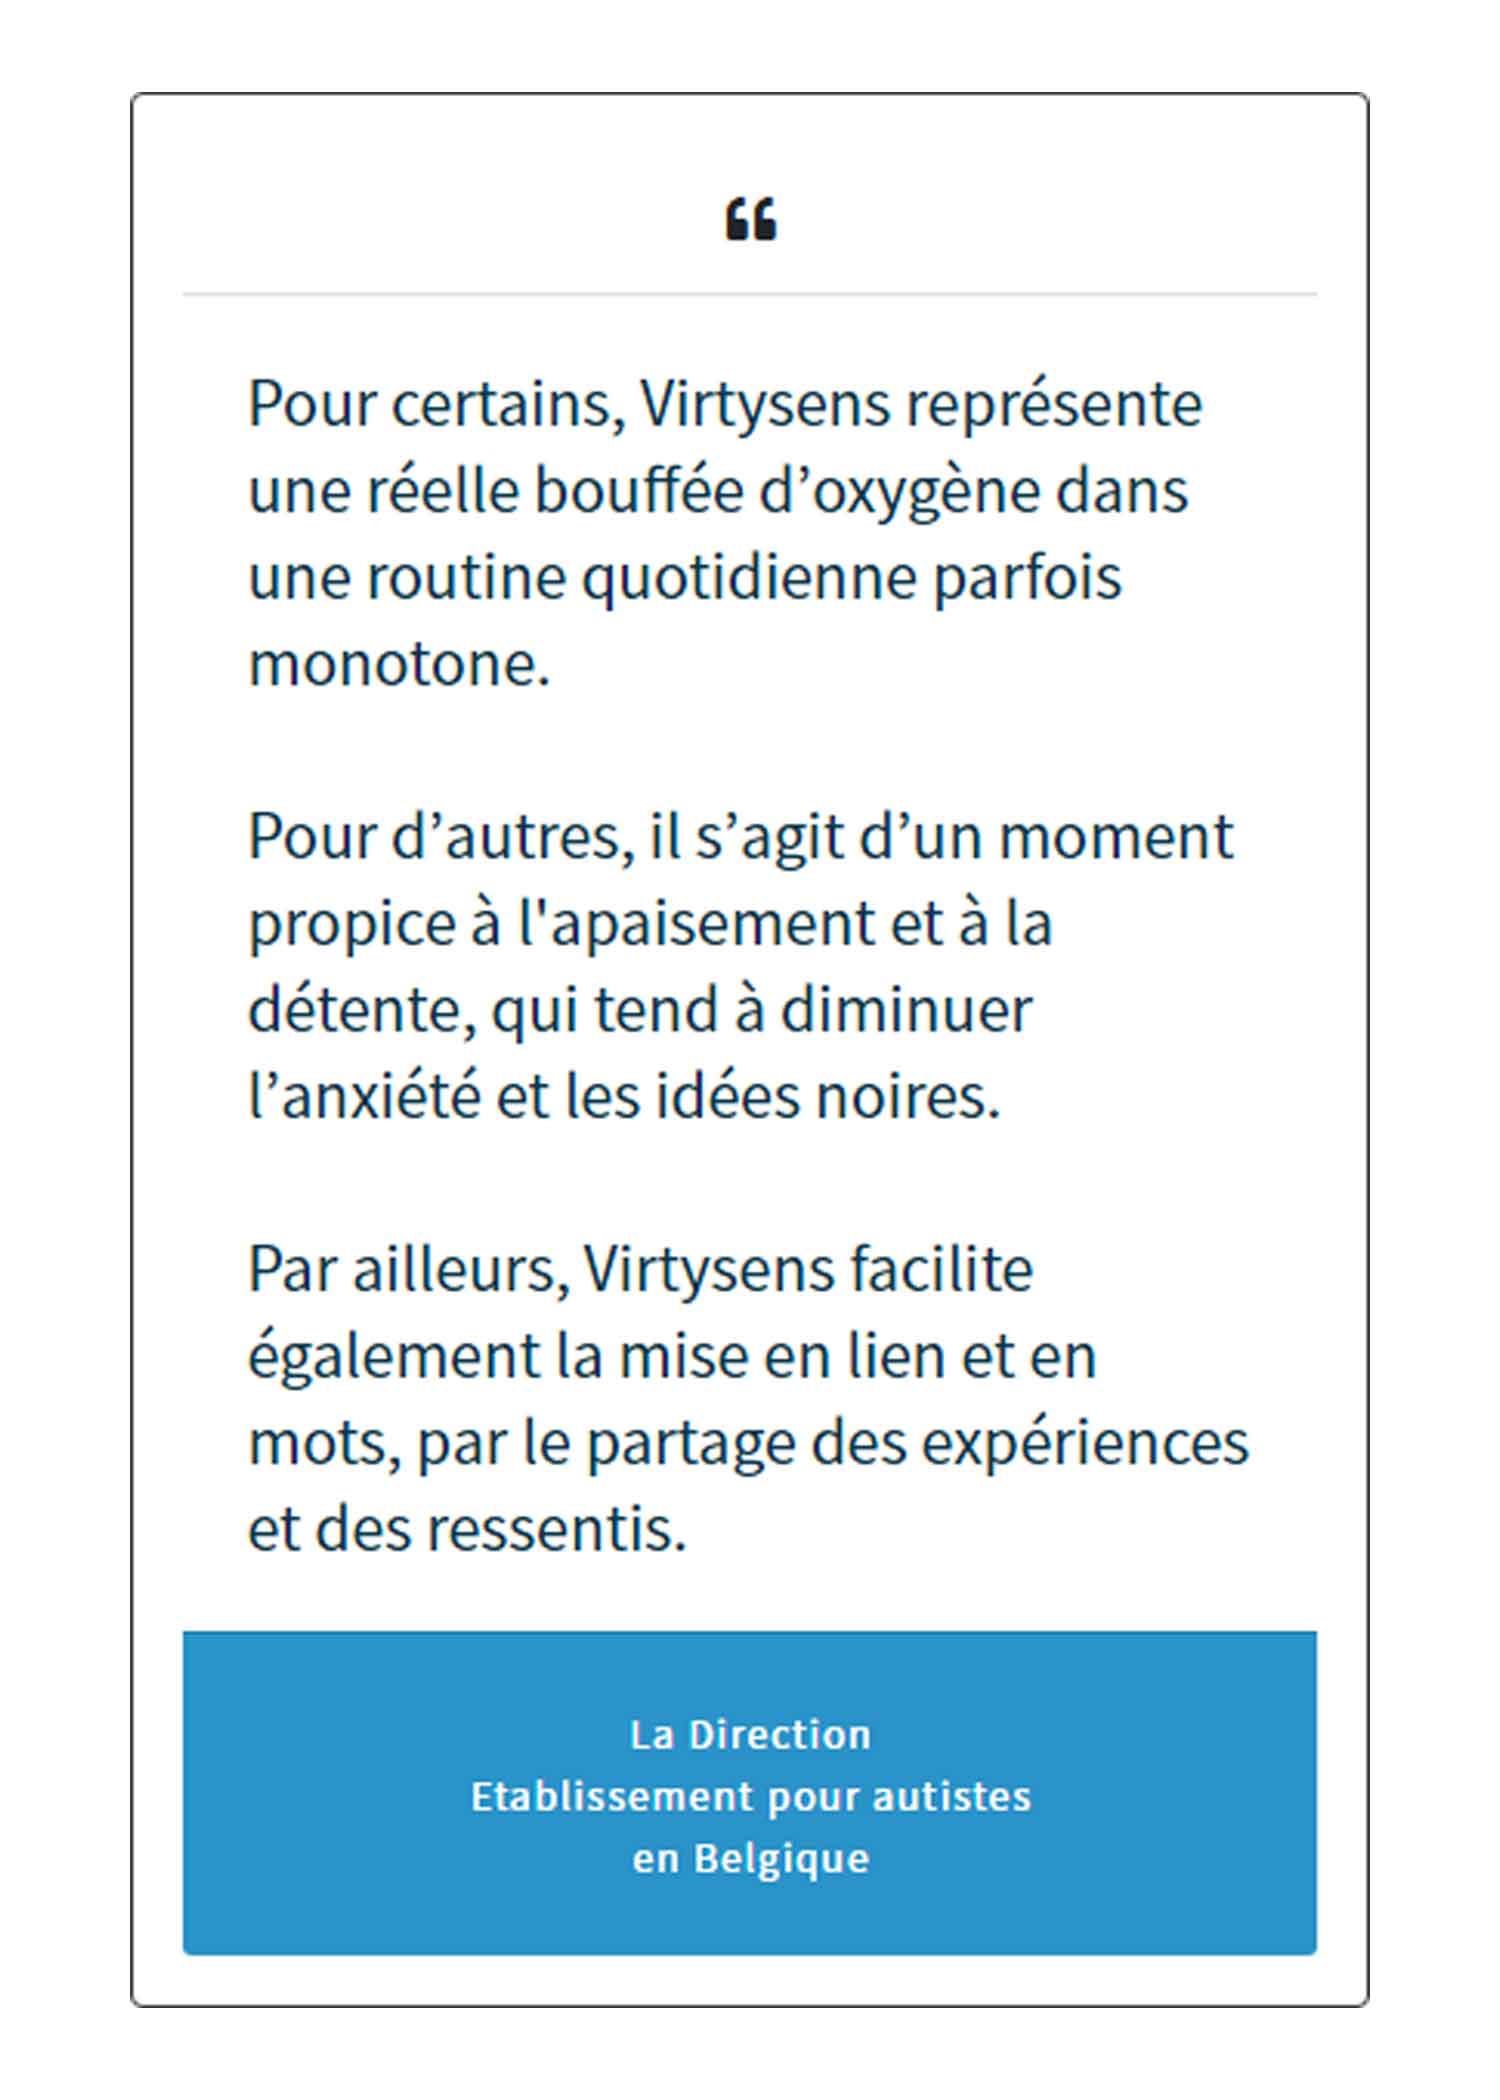 “
Pour certains, Virtysens représente
une réelle bouffée d’oxygène dans
une routine quotidienne parfois
monotone.
Pour d’autres, il s’agit d’un moment
propice à l'apaisement et à la
détente, qui tend à diminuer
l’anxiété et les idées noires.
Par ailleurs, Virtysens facilite
également la mise en lien et en
mots, par le partage des expériences
et des ressentis.
La Direction
Etablissement pour autistes
en Belgique